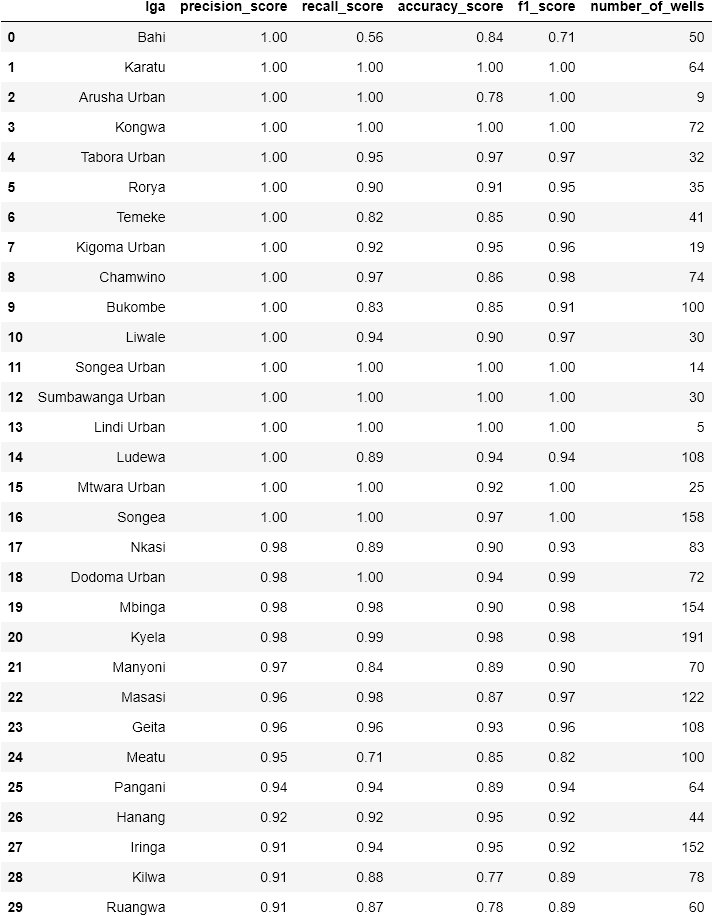 lga precision_score recall_score accuracy_score f1_score number_of_wells
0 Bahi 1.00 0.56 0.84 0.71 50
1 Karatu 1.00 1.00 1.00 1.00 64
2 Arusha Urban 1.00 1.00 0.78 1.00 9
3 Kongwa 1.00 1.00 1.00 1.00 72
4 Tabora Urban 1.00 0.95 0.97 0.97 32
5 Rorya 1.00 0.90 0.91 0.95 35
6 Temeke 1.00 0.82 0.85 0.90 41
7 Kigoma Urban 1.00 0.92 0.95 0.96 19
8 Chamwino 1.00 0.97 0.86 0.98 74
9 Bukombe 1.00 0.83 0.85 0.91 100
10 Liwale 1.00 0.94 0.90 0.97 30
11 Songea Urban 1.00 1.00 1.00 1.00 14
12 Sumbawanga Urban 1.00 1.00 1.00 1.00 30
13 Lindi Urban 1.00 1.00 1.00 1.00 5
14 Ludewa 1.00 0.89 0.94 0.94 108
15 Mtwara Urban 1.00 1.00 0.92 1.00 25
16 Songea 1.00 1.00 0.97 1.00 158
17 Nkasi 0.98 0.89 0.90 0.93 83
18 Dodoma Urban 0.98 1.00 0.94 0.99 72
19 Mbinga 0.98 0.98 0.90 0.98 154
20 Kyela 0.98 0.99 0.98 0.98 191
21 Manyoni 0.97 0.84 0.89 0.90 70
22 Masasi 0.96 0.98 0.87 0.97 122
23 Geita 0.96 0.96 0.93 0.96 108
24 Meatu 0.95 0.71 0.85 0.82 100
25 Pangani 0.94 0.94 0.89 0.94 64
26 Hanang 0.92 0.92 0.95 0.92 44
27 Iringa 0.91 0.94 0.95 0.92 152
28 Kilwa 0.91 0.88 0.77 0.89 78
29 Ruangwa 0.91 0.87 0.78 0.89 60